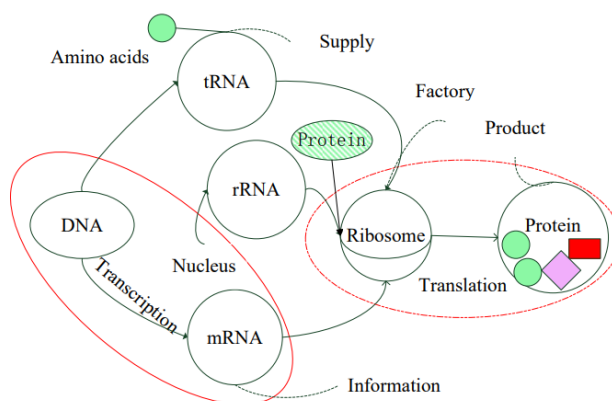 Amino acids
Supply
tRNA
Factory
Product
Protein
rRNA
DNA
Ribosome
Protein
Nucleus
Transcription
Translation
mRNA
Information